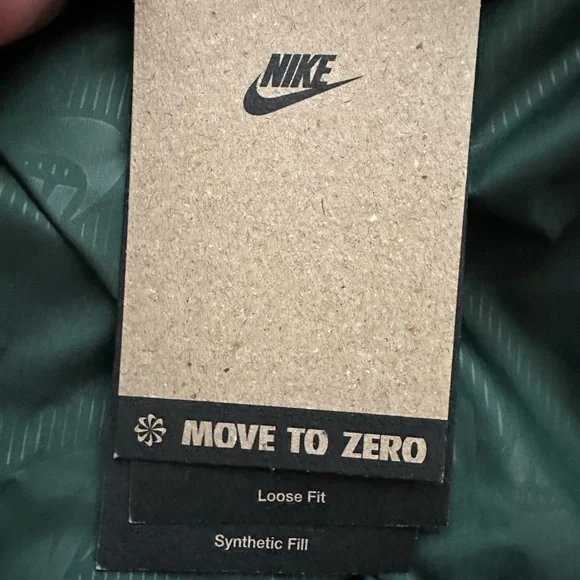 NIKE
MOVE TO ZERO
Loose Fit
Synthetic Fill